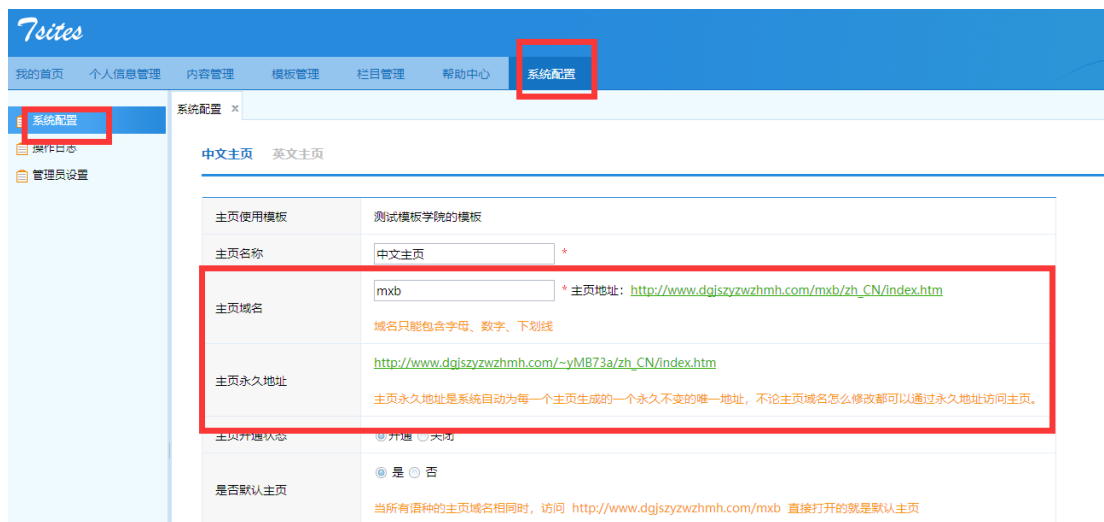 Tsites
我的首页 个人信息管理 内容管理 模板管理 栏目管理 帮助中心 系统配置
系统配置
操作日志
管理员设置
系统配置 ×
中文主页 英文主页
主页使用模板 测试模板学院的模板
主页名称 中文主页 *
主页域名 mxb * 主页地址：http://www.dgjszyzwzhmh.com/mxb/zh_CN/index.htm
域名只能包含字母、数字、下划线
主页永久地址 http://www.dgjszyzwzhmh.com/~yMB73a/zh_CN/index.htm
主页永久地址是系统自动为每一个主页生成的一个永久不变的唯一地址，不论主页域名怎么修改都可以通过永久地址访问主页。
主页开通状态 开通 关闭
是否默认主页 是 否
当所有语种的主页域名相同时，访问 http://www.dgjszyzwzhmh.com/mxb 直接打开的就是默认主页